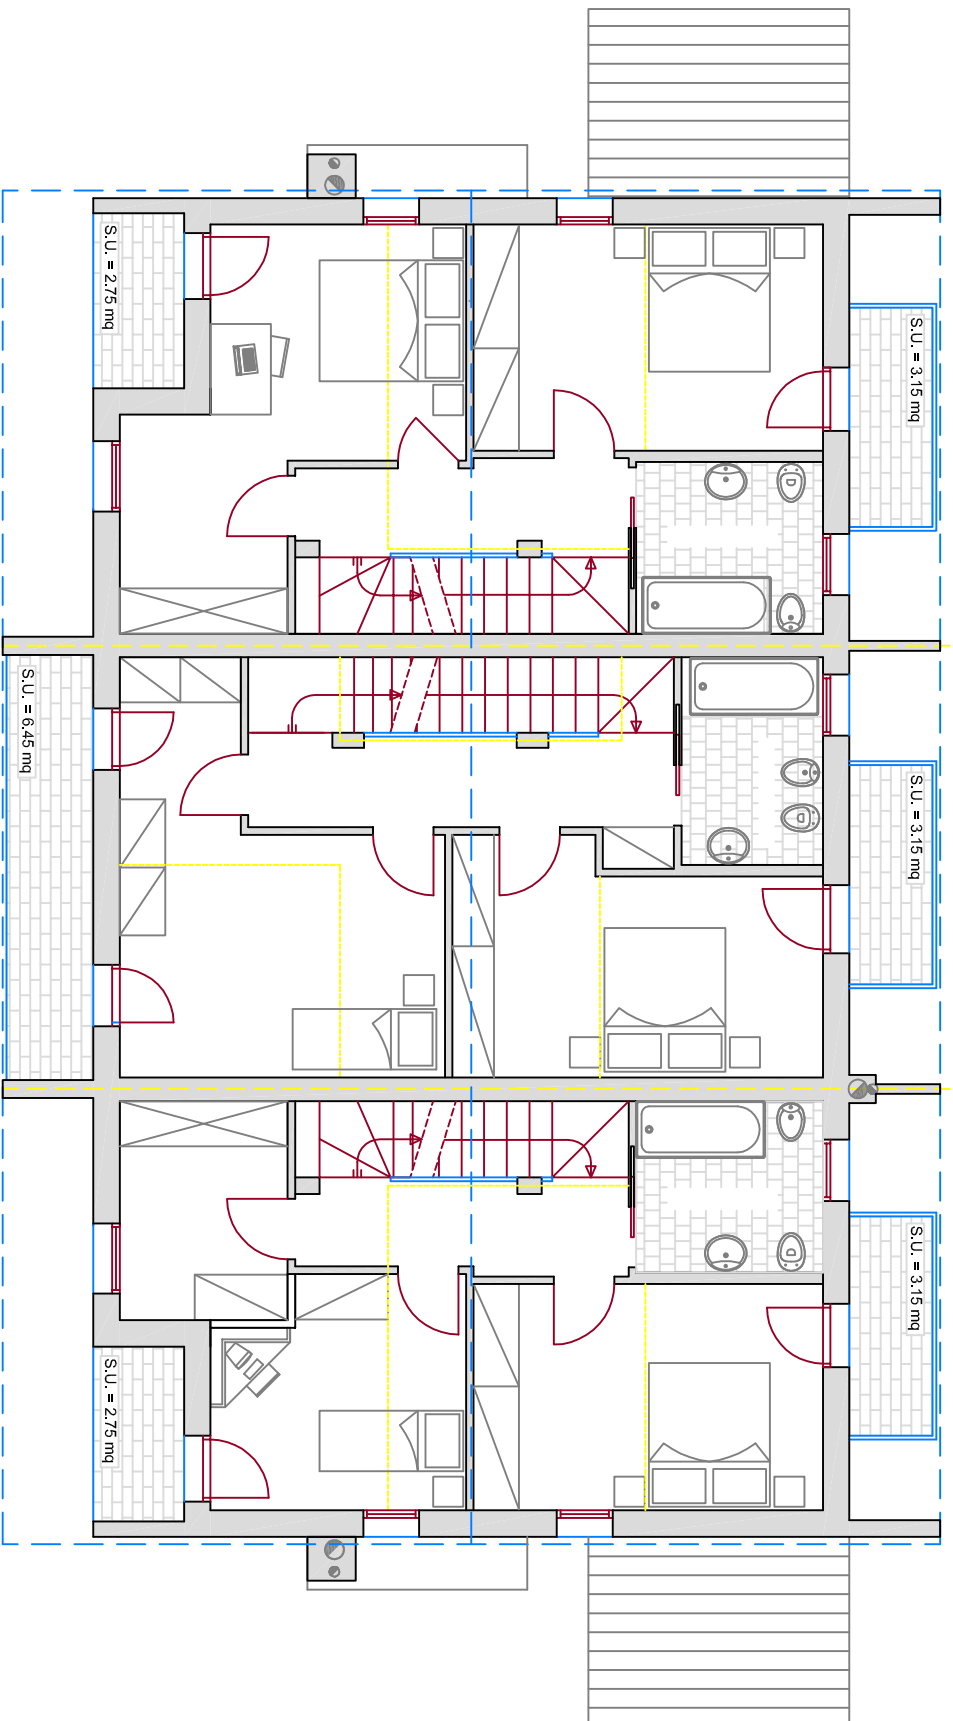 S.U. = 2.75 mq
S.U. = 3.15 mq
S.U. = 6.45 mq
S.U. = 3.15 mq
S.U. = 2.75 mq
S.U. = 3.15 mq